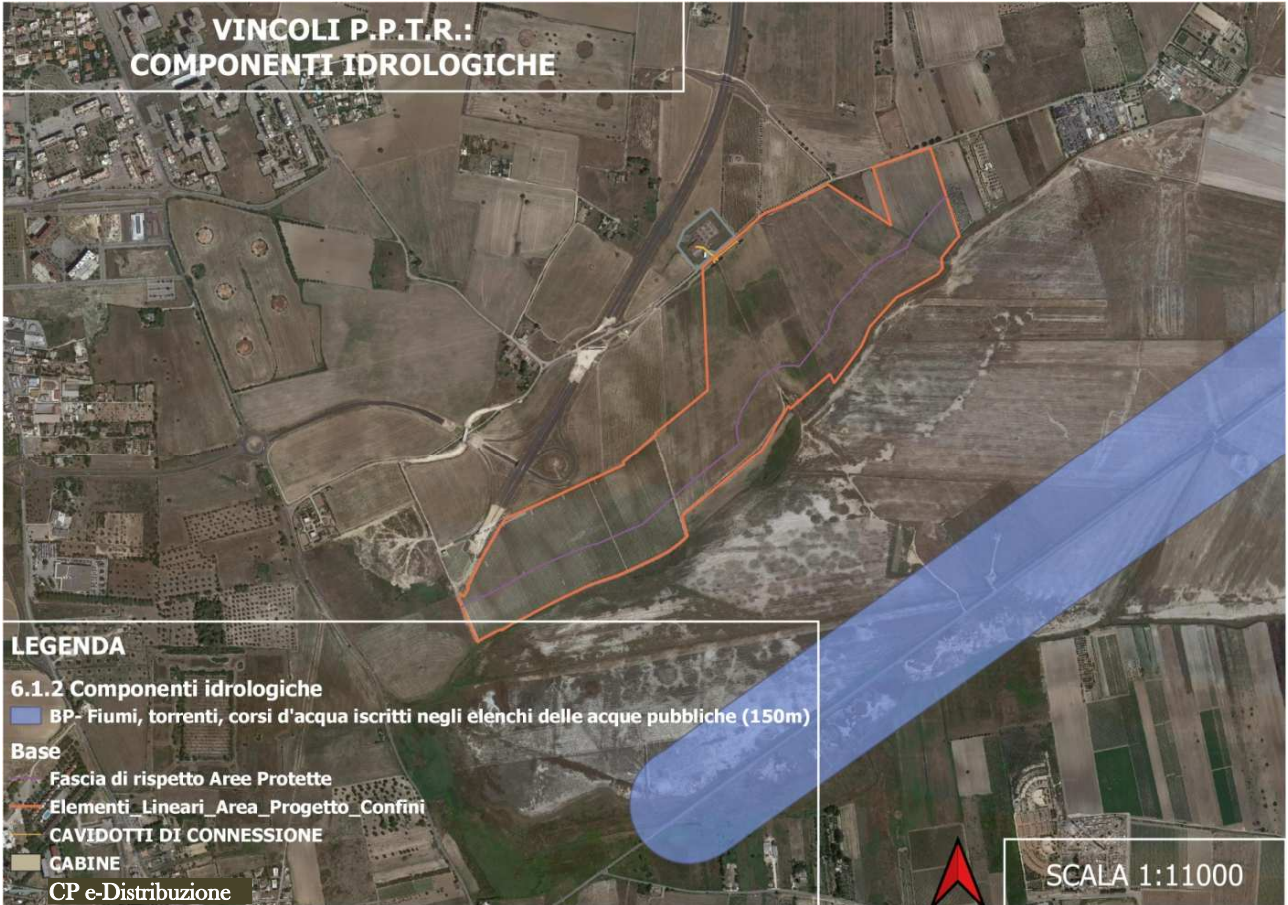 VINCOLI P.P.T.R.:
COMPONENTI IDROLOGICHE
LEGENDA
6.1.2 Componenti idrologiche
BP- Fiumi, torrenti, corsi d'acqua iscritti negli elenchi delle acque pubbliche (150m)
Base
Fascia di rispetto Aree Protette
Elementi_Lineari_Area_Progetto_Confini
CAVIDOTTI DI CONNESSIONE
CABINE
CP e-Distribuzione
SCALA 1:11000